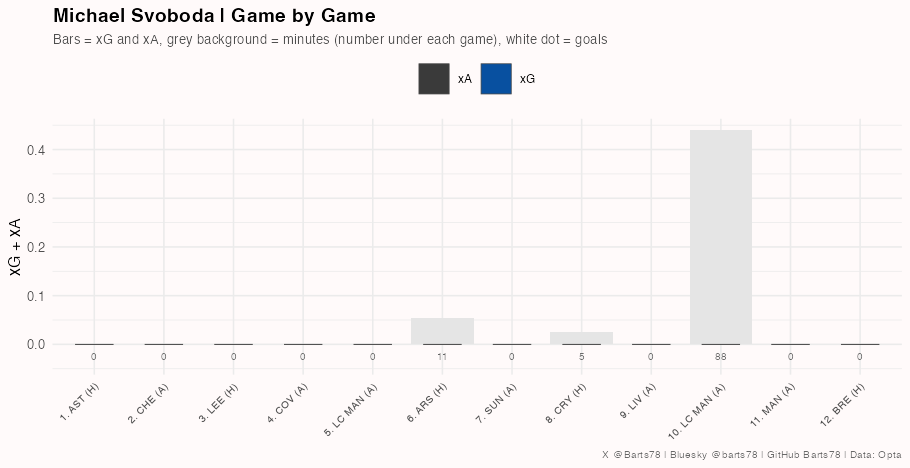 Michael Svoboda | Game by Game
Bars = xG and xA, grey background = minutes (number under each game), white dot = goals
xA xG
xG + xA
0.4
0.3
0.2
0.1
0.0
0 0 0 0 0 11 0 5 0 88 0 0
1. AST (H)
2. CHE (A)
3. LEE (H)
4. COV (A)
5. LC MAN (A)
6. ARS (H)
7. SUN (A)
8. CRY (H)
9. LIV (A)
10. LC MAN (A)
11. MAN (A)
12. BRE (H)
X @Barts78 | Bluesky @barts78 | GitHub Barts78 | Data: Opta